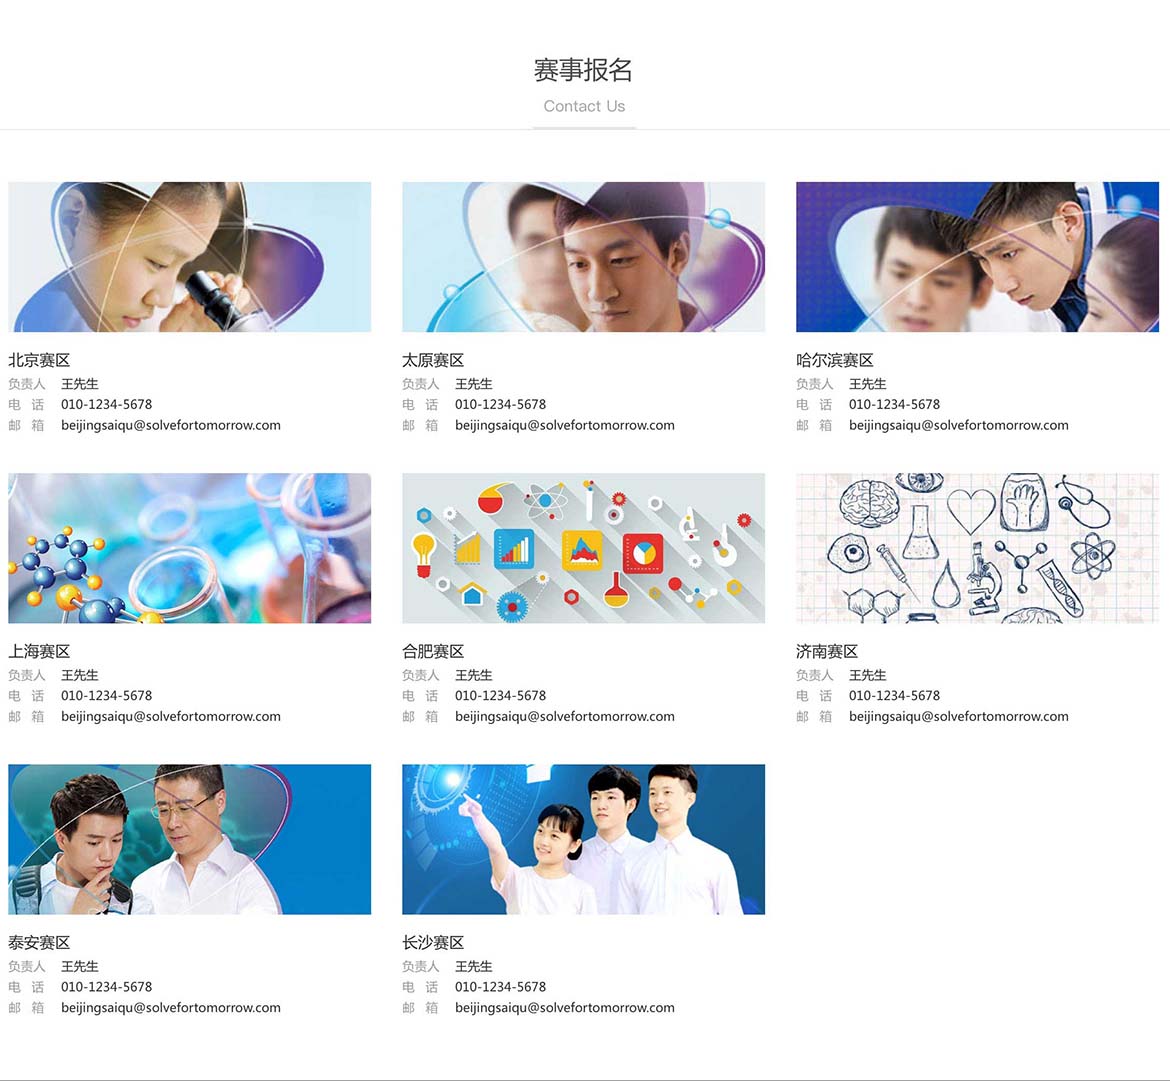 赛事报名
Contact Us
北京赛区
负责人 王先生
电 话 010-1234-5678
邮 箱 beijingsaiqu@solvefortomorrow.com
太原赛区
负责人 王先生
电 话 010-1234-5678
邮 箱 beijingsaiqu@solvefortomorrow.com
哈尔滨赛区
负责人 王先生
电 话 010-1234-5678
邮 箱 beijingsaiqu@solvefortomorrow.com
上海赛区
负责人 王先生
电 话 010-1234-5678
邮 箱 beijingsaiqu@solvefortomorrow.com
合肥赛区
负责人 王先生
电 话 010-1234-5678
邮 箱 beijingsaiqu@solvefortomorrow.com
济南赛区
负责人 王先生
电 话 010-1234-5678
邮 箱 beijingsaiqu@solvefortomorrow.com
泰安赛区
负责人 王先生
电 话 010-1234-5678
邮 箱 beijingsaiqu@solvefortomorrow.com
长沙赛区
负责人 王先生
电 话 010-1234-5678
邮 箱 beijingsaiqu@solvefortomorrow.com